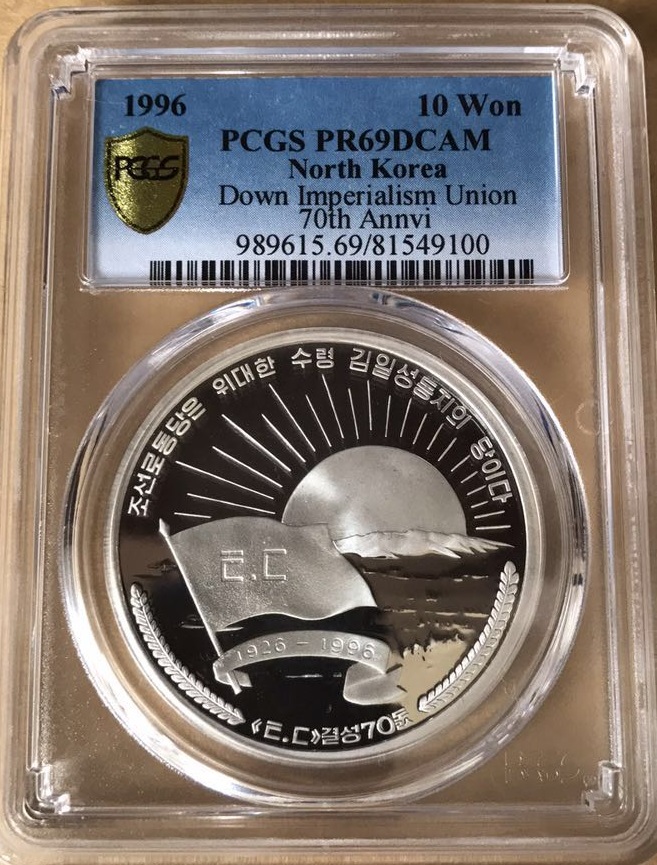 1996 10 Won
PCGS PCGS PR69DCAM
North Korea
Down Imperialism Union
70th Annvi
989615.69/81549100
조선로동당은 위대한 수령 김일성동지의 당이다
ㅌ.ㄷ
1926 - 1996
《ㅌ.ㄷ》결성70돐
PCGS